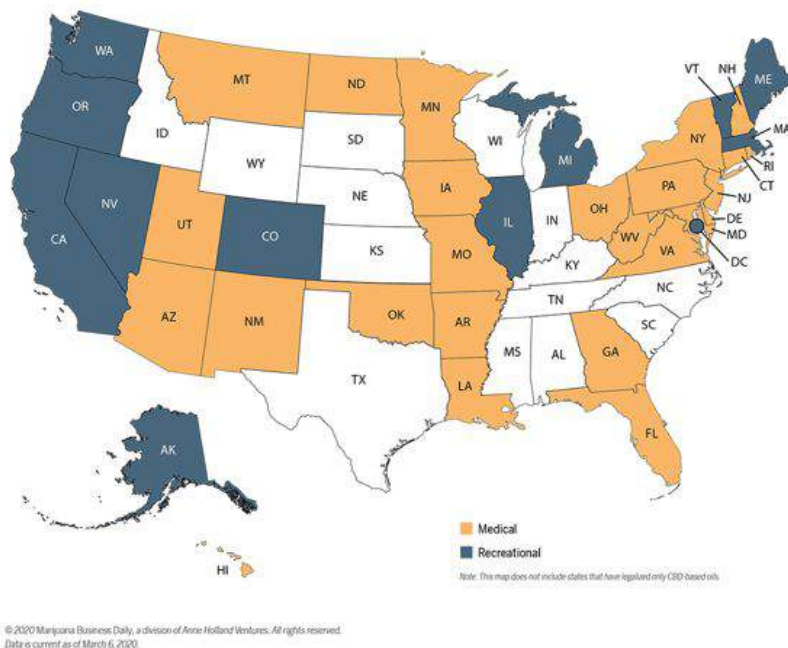 WA
MT
ND
MN
VT
NH
ME
OR
ID
SD
WI
MI
NY
MA
WY
RI
CT
NV
UT
CO
NE
IA
IL
IN
OH
PA
NJ
CA
KS
MO
KY
WV
VA
DE
MD
DC
AZ
NM
OK
AR
TN
NC
SC
TX
LA
MS
AL
GA
FL
AK
HI
Medical
Recreational
Note: This map does not include states that have legalized only CBD-based oils.
© 2020 Marijuana Business Daily, a division of Anne Holland Ventures. All rights reserved.
Data is current as of March 6, 2020.